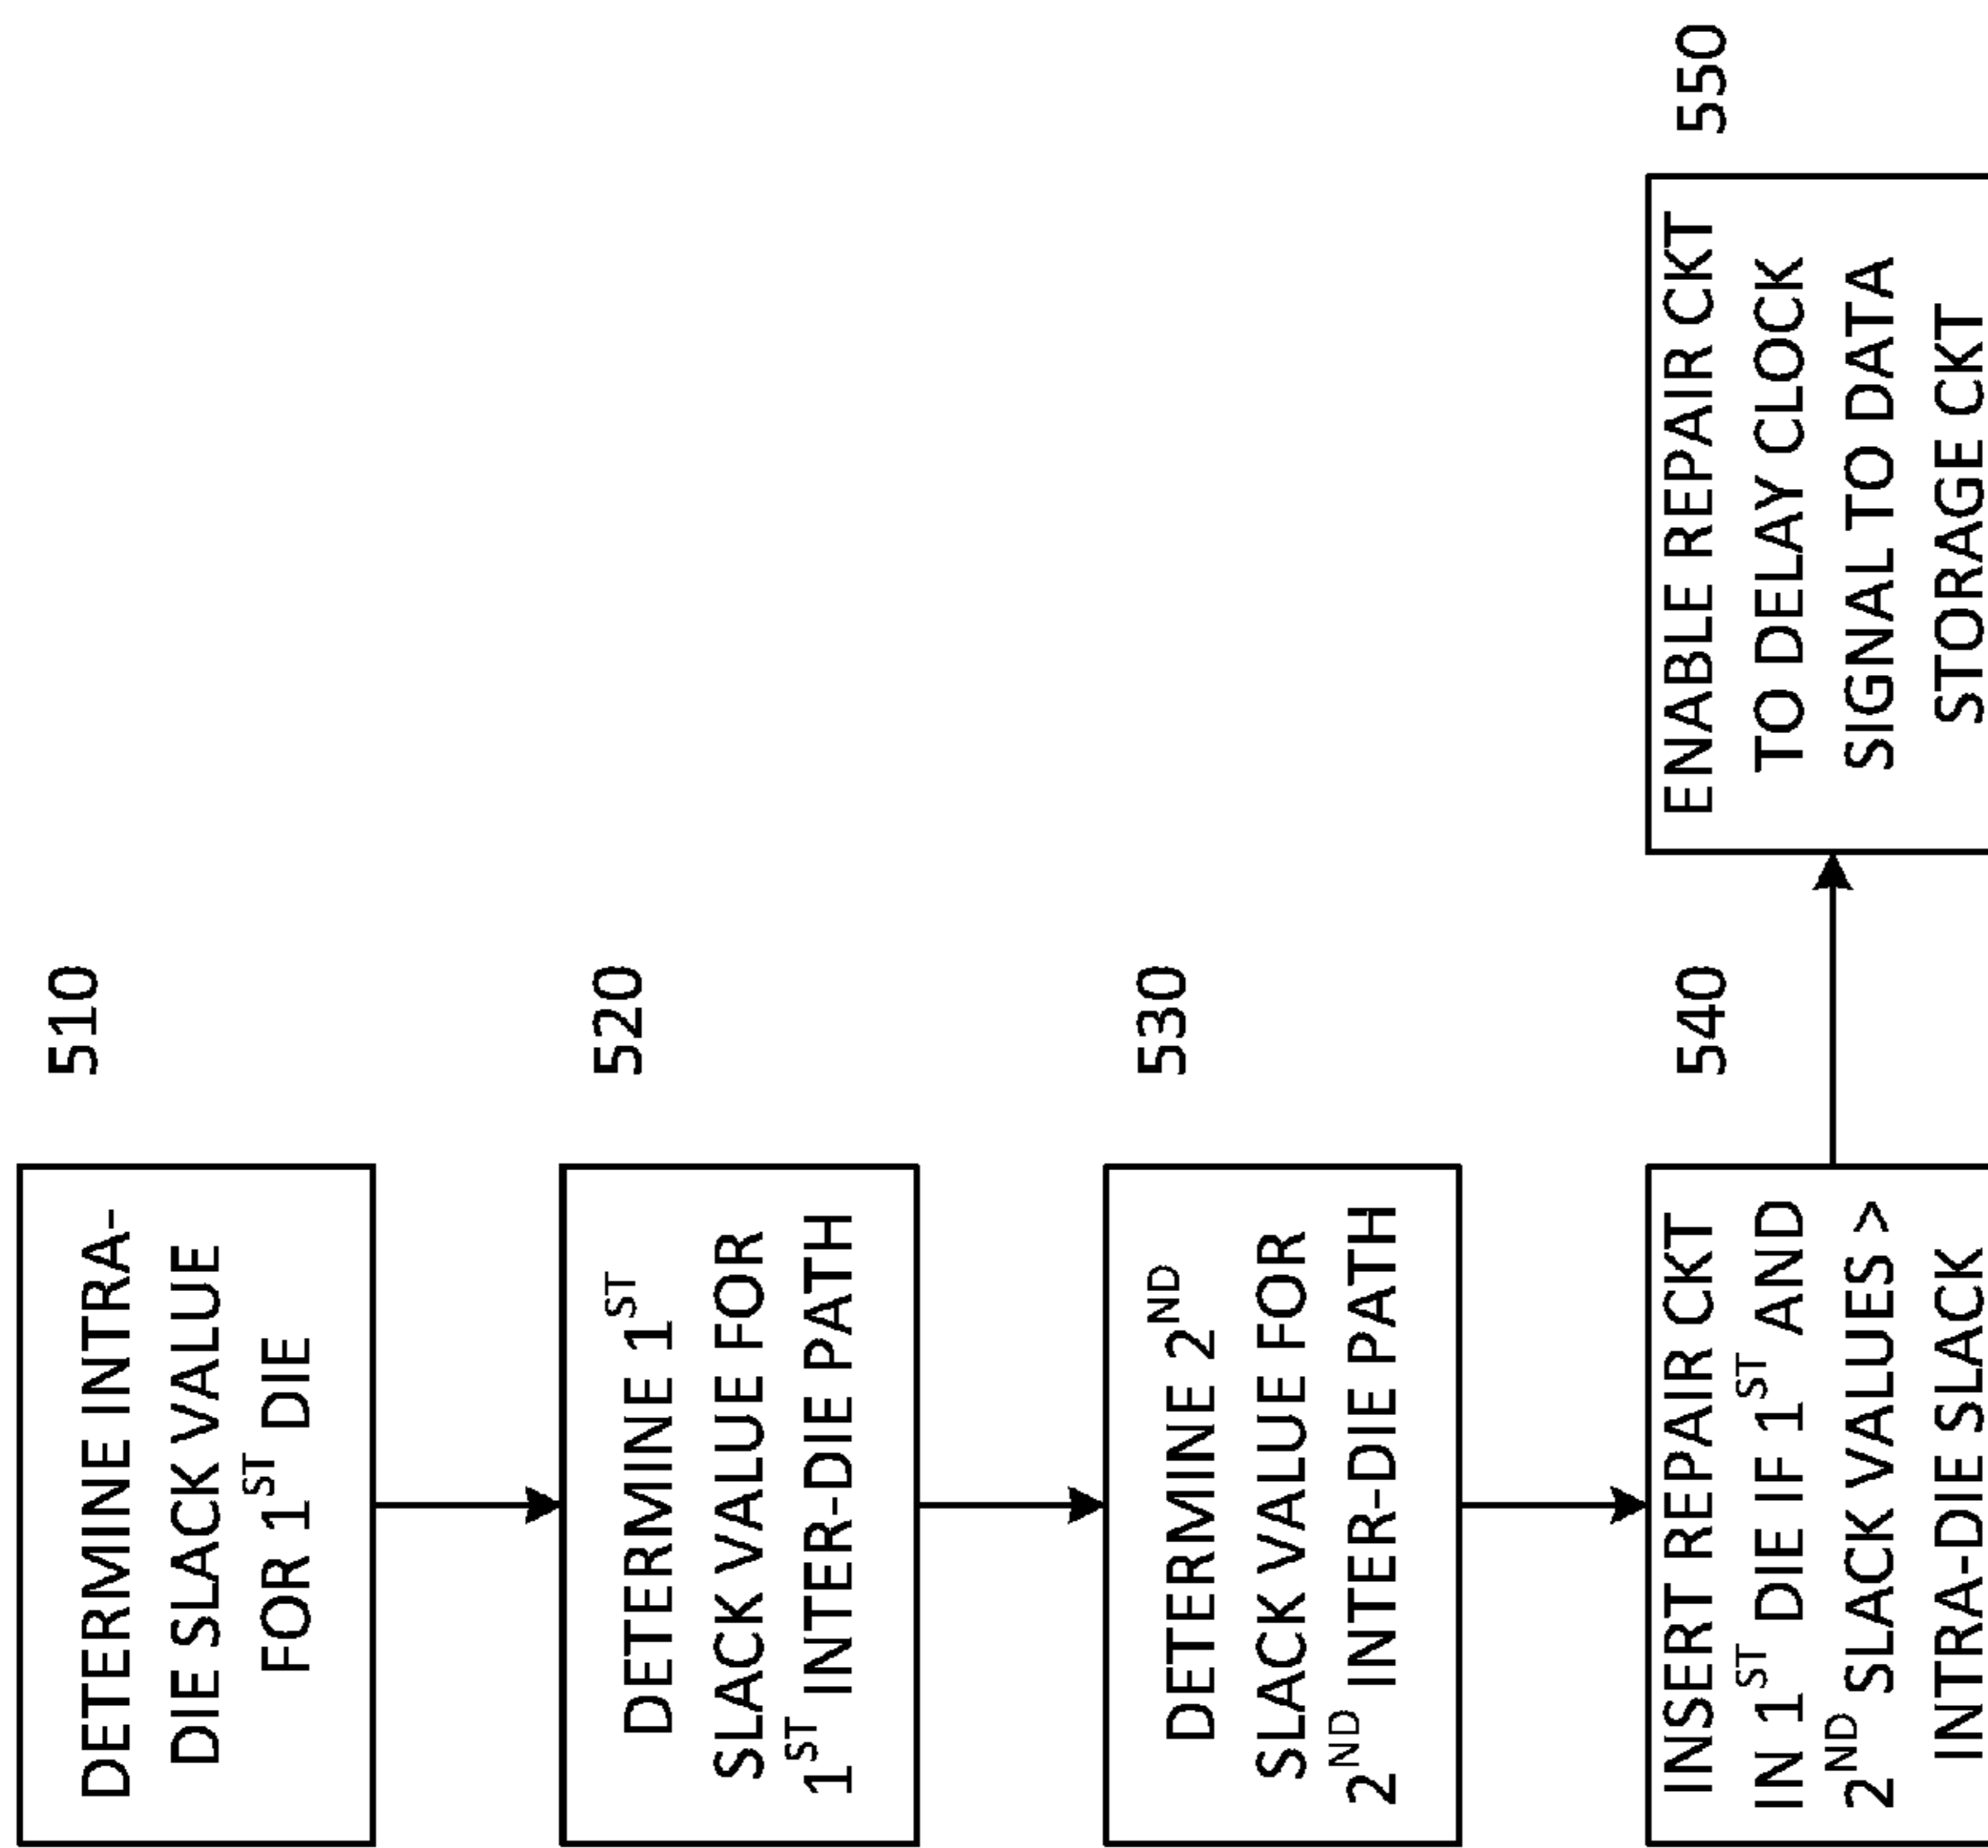 510
DETERMINE INTRA-
DIE SLACK VALUE
FOR 1ST DIE
520
DETERMINE 1ST
SLACK VALUE FOR
1ST INTER-DIE PATH
530
DETERMINE 2ND
SLACK VALUE FOR
2ND INTER-DIE PATH
540
INSERT REPAIR CKT
IN 1ST DIE IF 1ST AND
2ND SLACK VALUES >
INTRA-DIE SLACK
550
ENABLE REPAIR CKT
TO DELAY CLOCK
SIGNAL TO DATA
STORAGE CKT